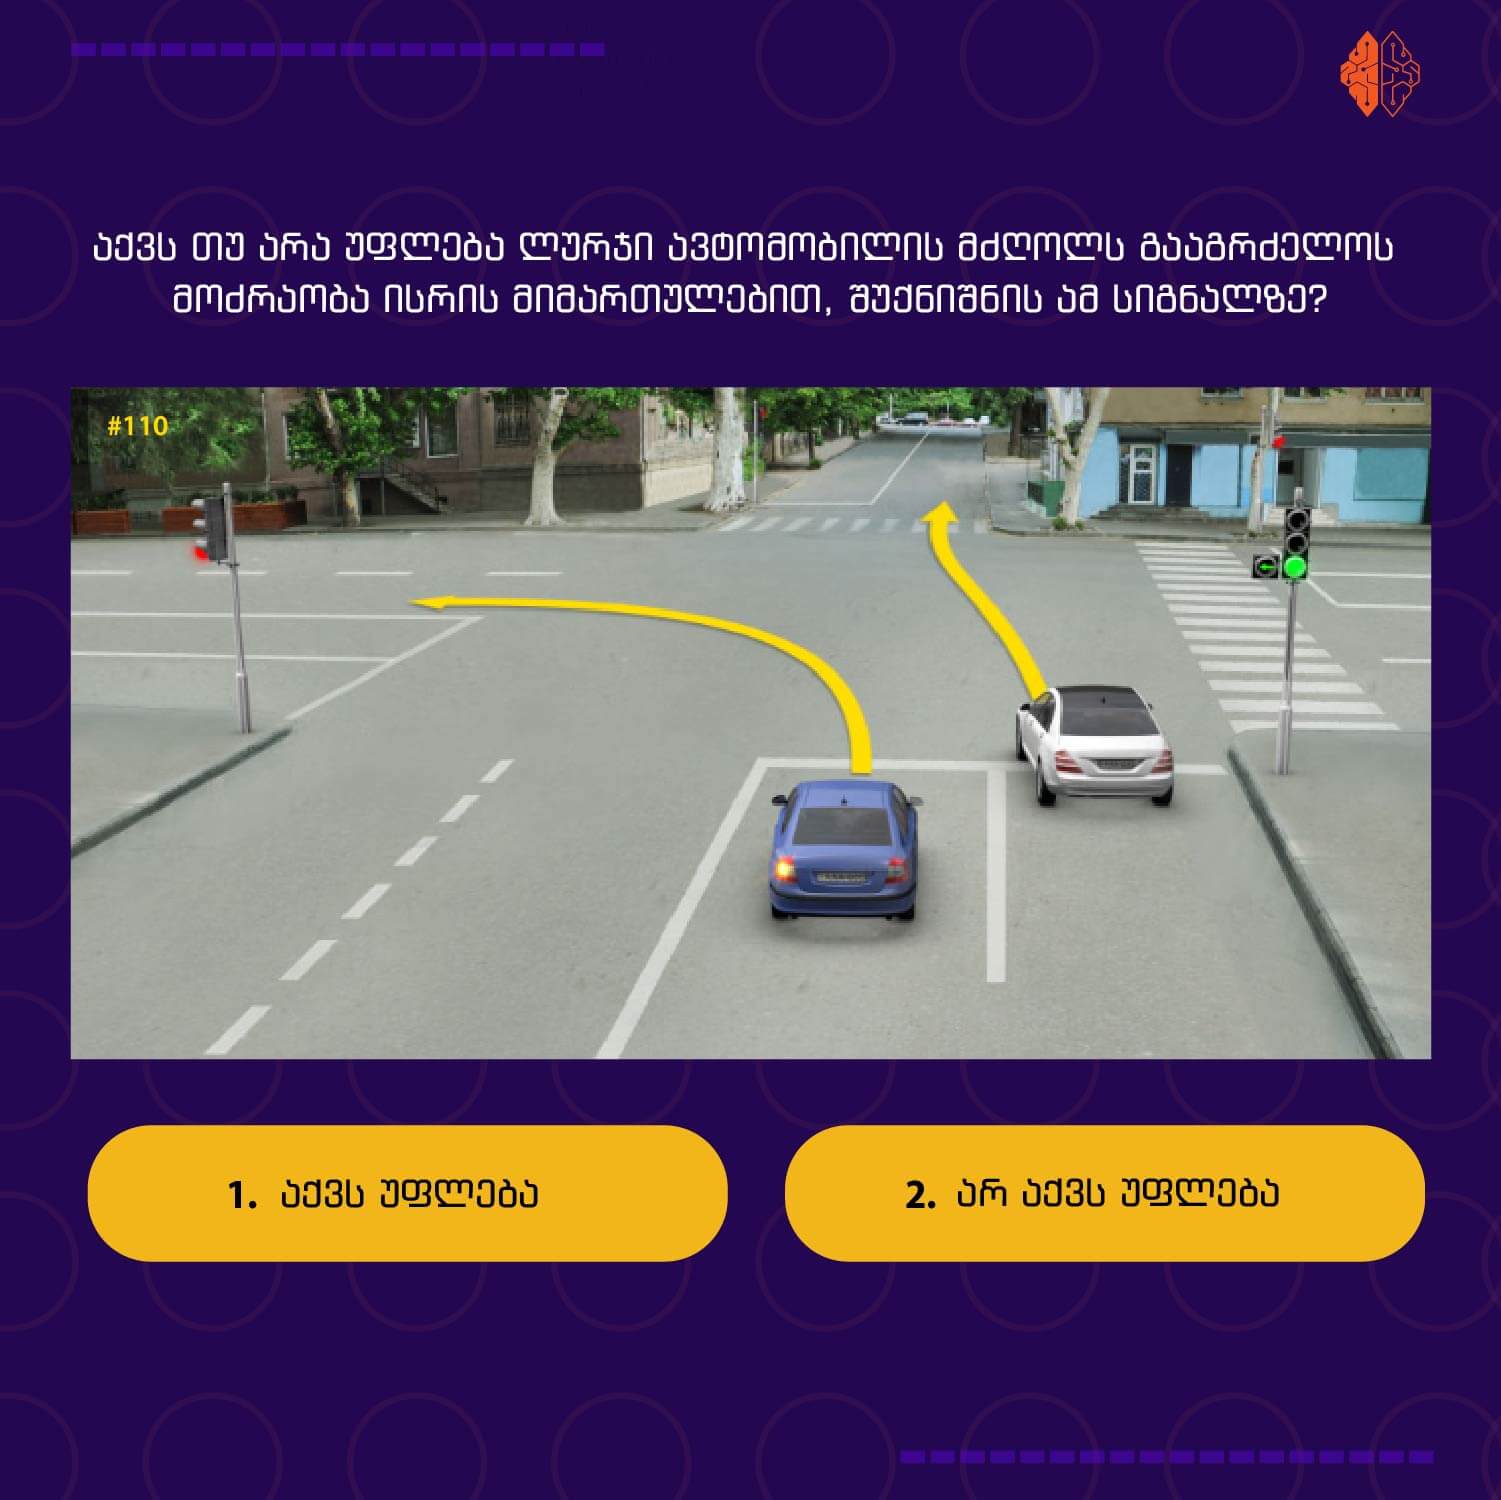 აქვს თუ არა უფლება ლურჯი ავტომობილის მძღოლს გააგრძელოს
მოძრაობა ისრის მიმართულებით, შუქნიშნის ამ სიგნალზე?
#110
1. აქვს უფლება
2. არ აქვს უფლება